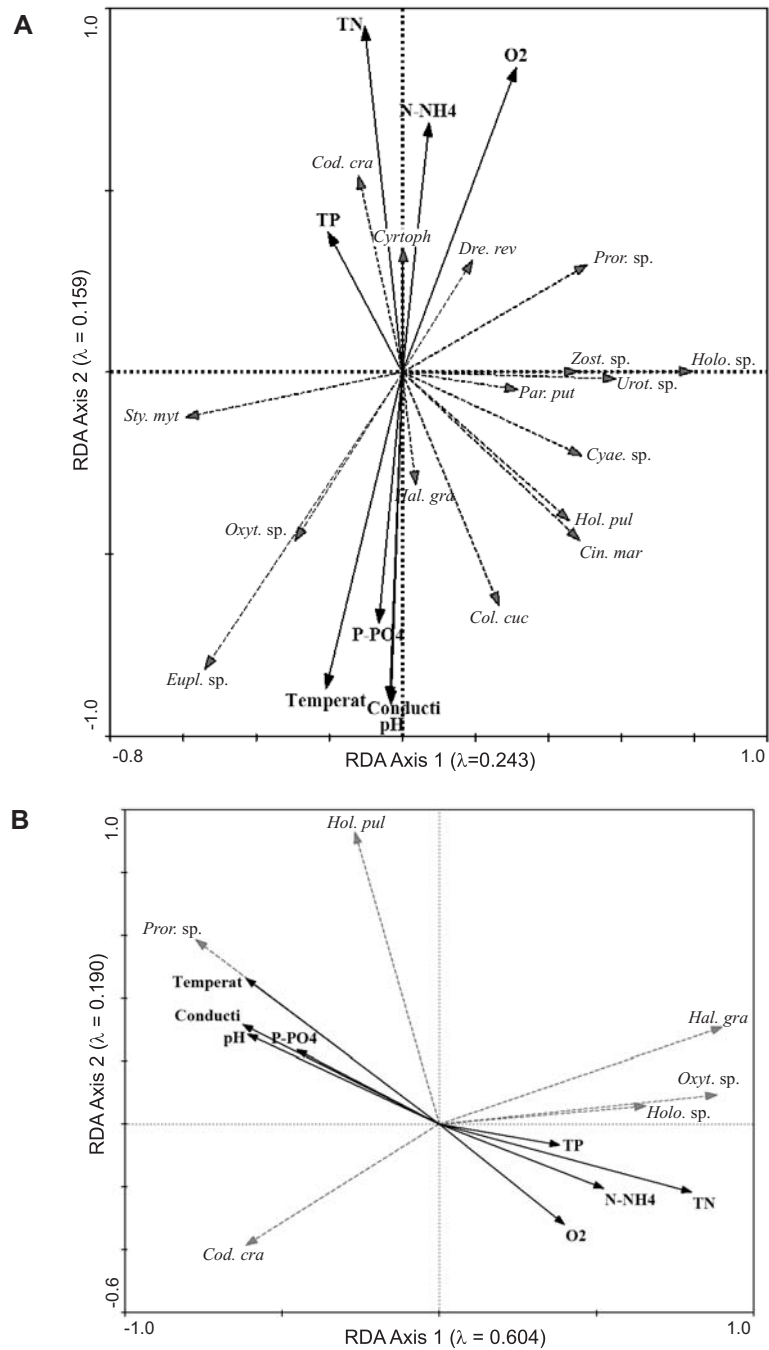 A
1.0
TN
O2
N-NH4
Cod. cra
TP
Cyrtoph
Dre. rev
Pror. sp.
RDA Axis 2 (λ = 0.159)
Zost. sp.
Holo. sp.
Urot. sp.
Par. put
Sty. myt
Cyae. sp.
Hal. gra
Oxyt. sp.
Hol. pul
Cin. mar
Col. cuc
P-PO4
Eupl. sp.
Temperat
Conducti
pH
-1.0
-0.8
RDA Axis 1 (λ=0.243)
1.0
B
1.0
Hol. pul
Pror. sp.
Temperat
Conducti
pH
P-PO4
RDA Axis 2 (λ = 0.190)
Hal. gra
Oxyt. sp.
Holo. sp.
TP
N-NH4
TN
O2
Cod. cra
-0.6
-1.0
RDA Axis 1 (λ = 0.604)
1.0